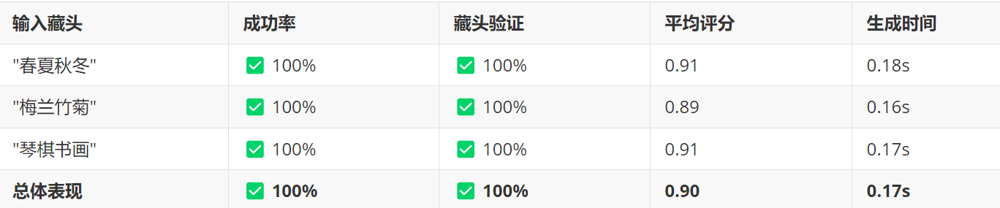 输入藏头 成功率 藏头验证 平均评分 生成时间
"春夏秋冬" ✅ 100% ✅ 100% 0.91 0.18s
"梅兰竹菊" ✅ 100% ✅ 100% 0.89 0.16s
"琴棋书画" ✅ 100% ✅ 100% 0.91 0.17s
总体表现 ✅ 100% ✅ 100% 0.90 0.17s